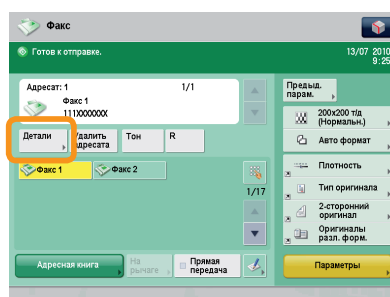 Факс
Готов к отправке.
13/07 2010
9:25
Адресат: 1
1/1
Факс 1
111XXXXXXX
Предыд.
парам.
200x200 т/д
(Нормальн.)
Авто формат
Детали
Удалить
адресата
Тон
R
Факс 1
Факс 2
1/17
Плотность
Тип оригинала
2-сторонний
оригинал
Оригиналы
разл. форм.
Адресная книга
На
рычаге
Прямая
передача
Параметры